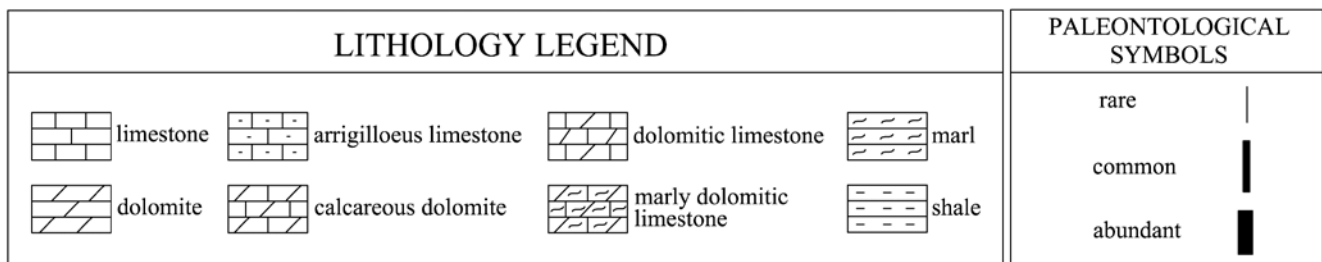 LITHOLOGY LEGEND
limestone
arrigilloeus limestone
dolomitic limestone
marl
dolomite
calcareous dolomite
marly dolomitic
limestone
shale
PALEONTOLOGICAL
SYMBOLS
rare
common
abundant